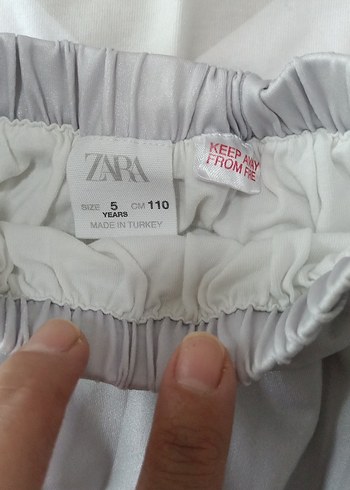 ZARA
SIZE 5 CM 110
YEARS
MADE IN TURKEY
KEEP AWAY
FROM FIRE